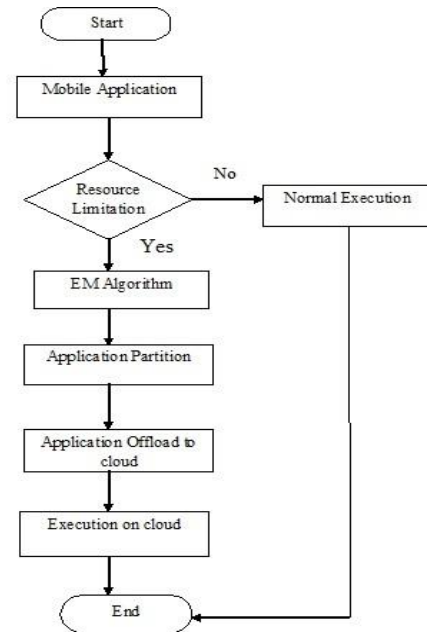 Start
Mobile Application
Resource
Limitation
No
Normal Execution
Yes
EM Algorithm
Application Partition
Application Offload to
cloud
Execution on cloud
End